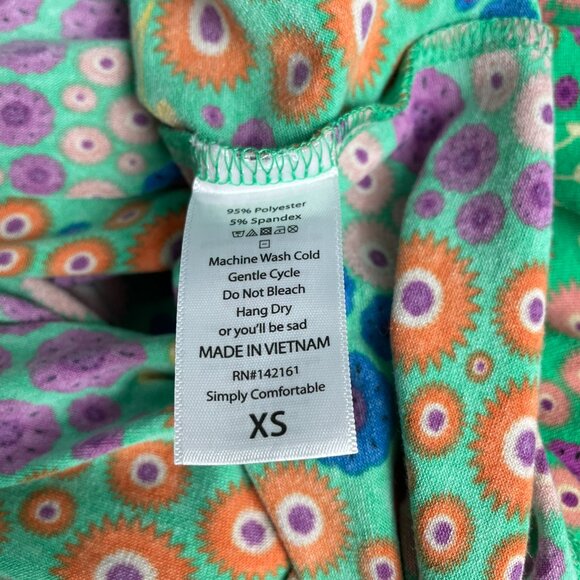 95% Polyester
5% Spandex
Machine Wash Cold
Gentle Cycle
Do Not Bleach
Hang Dry
or you'll be sad
MADE IN VIETNAM
RN#142161
Simply Comfortable
XS